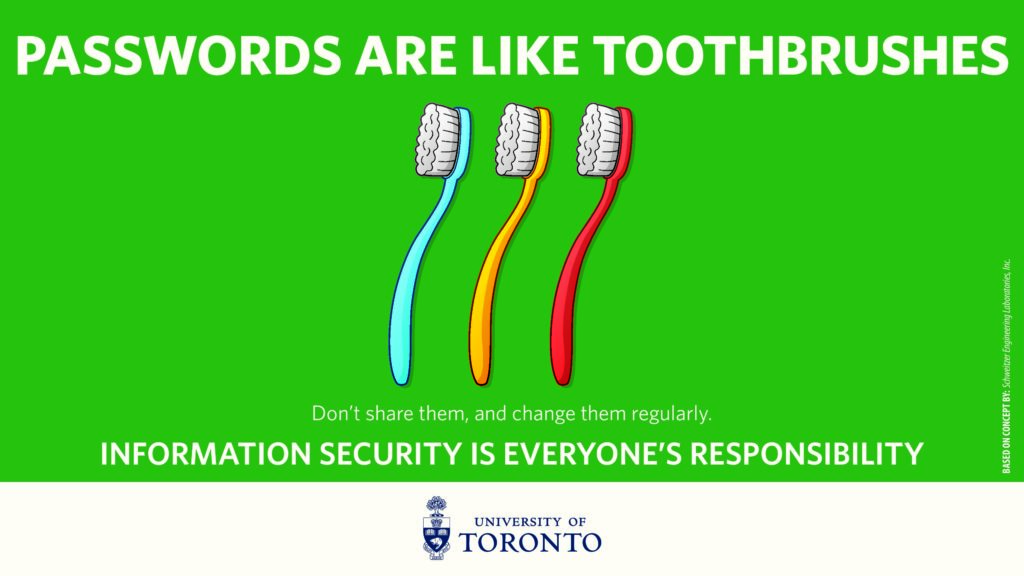 PASSWORDS ARE LIKE TOOTHBRUSHES
Don't share them, and change them regularly.
INFORMATION SECURITY IS EVERYONE'S RESPONSIBILITY
BASED ON CONCEPT BY: Schweitzer Engineering Laboratories, Inc.
UNIVERSITY OF
TORONTO